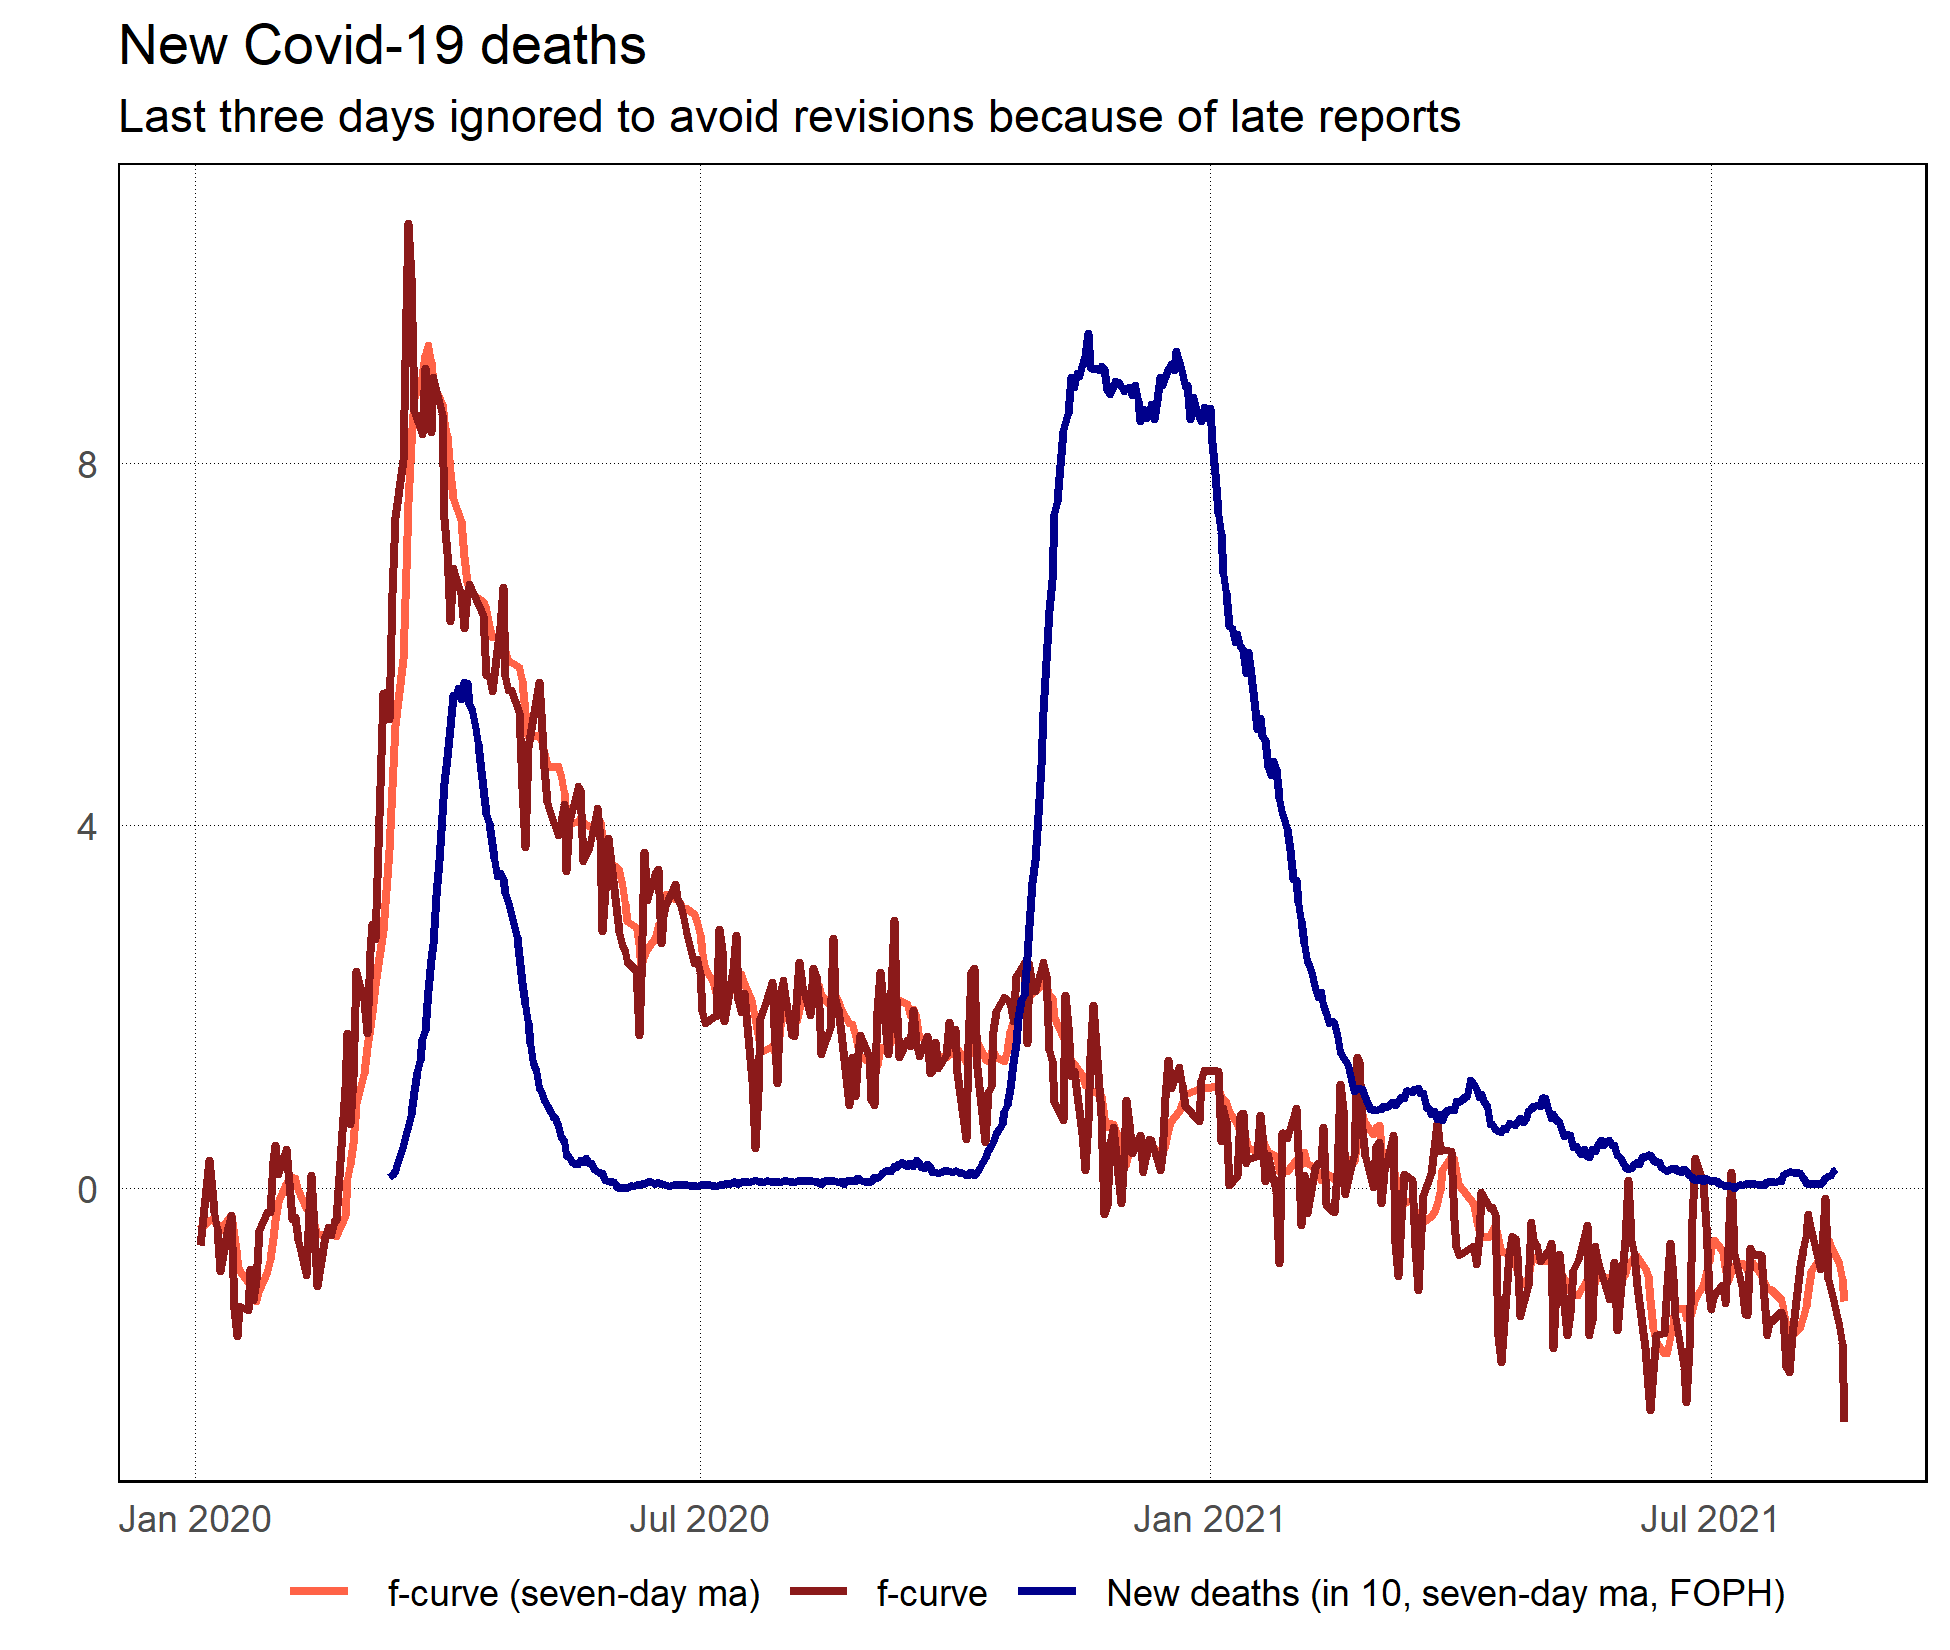 New Covid-19 deaths
Last three days ignored to avoid revisions because of late reports
8
4
0
Jan 2020 Jul 2020 Jan 2021 Jul 2021
f-curve (seven-day ma) f-curve New deaths (in 10, seven-day ma, FOPH)